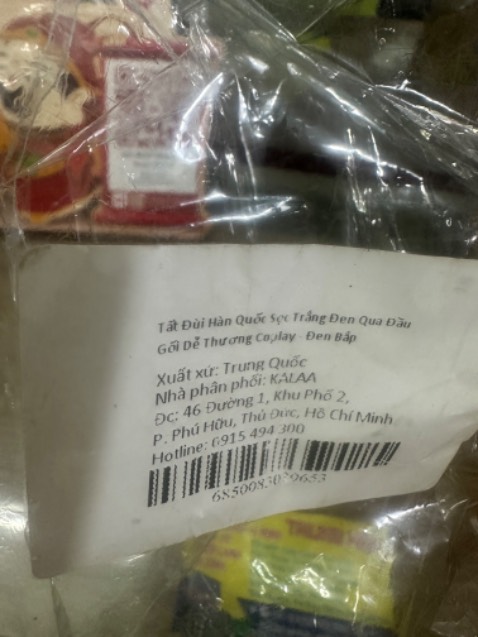 Tất Đùi Hàn Quốc Sọc Trắng Đen Qua Đầu
Gối Dễ Thương Cosplay - Đen Bắp
Xuất xứ: Trung Quốc
Nhà phân phối: KALAA
Đc: 46 Đường 1, Khu Phố 2,
P. Phú Hữu, Thủ Đức, Hồ Chí Minh
Hotline: 0915 494 300